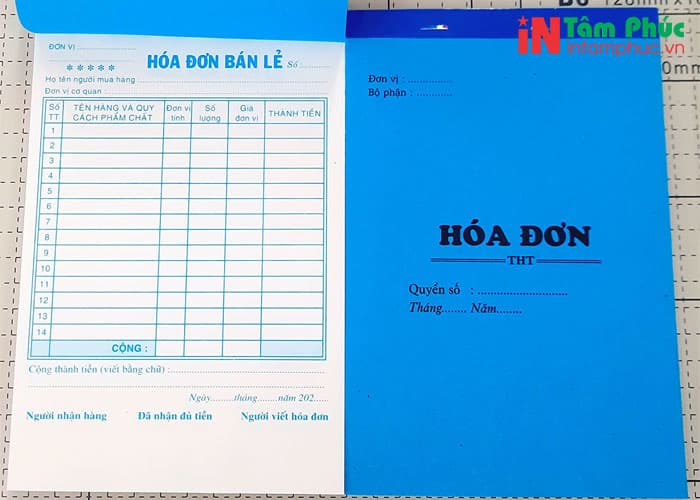 ĐƠN VỊ :....................
✶ ✶ ✶ ✶ ✶
HÓA ĐƠN BÁN LẺ Số :............
Họ tên người mua hàng :
Đơn vị cơ quan :
Số TT | TÊN HÀNG VÀ QUY CÁCH PHẨM CHẤT | Đơn vị tính | Số lượng | Giá đơn vị | THÀNH TIỀN
1
2
3
4
5
6
7
8
9
10
11
12
13
14
CỘNG :
Cộng thành tiền (viết bằng chữ) :
Ngày........tháng........năm 202.....
Người nhận hàng Đã nhận đủ tiền Người viết hóa đơn
iN Tâm Phúc
intamphuc.vn
Đơn vị : ...............
Bộ phận : ............
HÓA ĐƠN
THT
Quyển số : ............................
Tháng........ Năm........